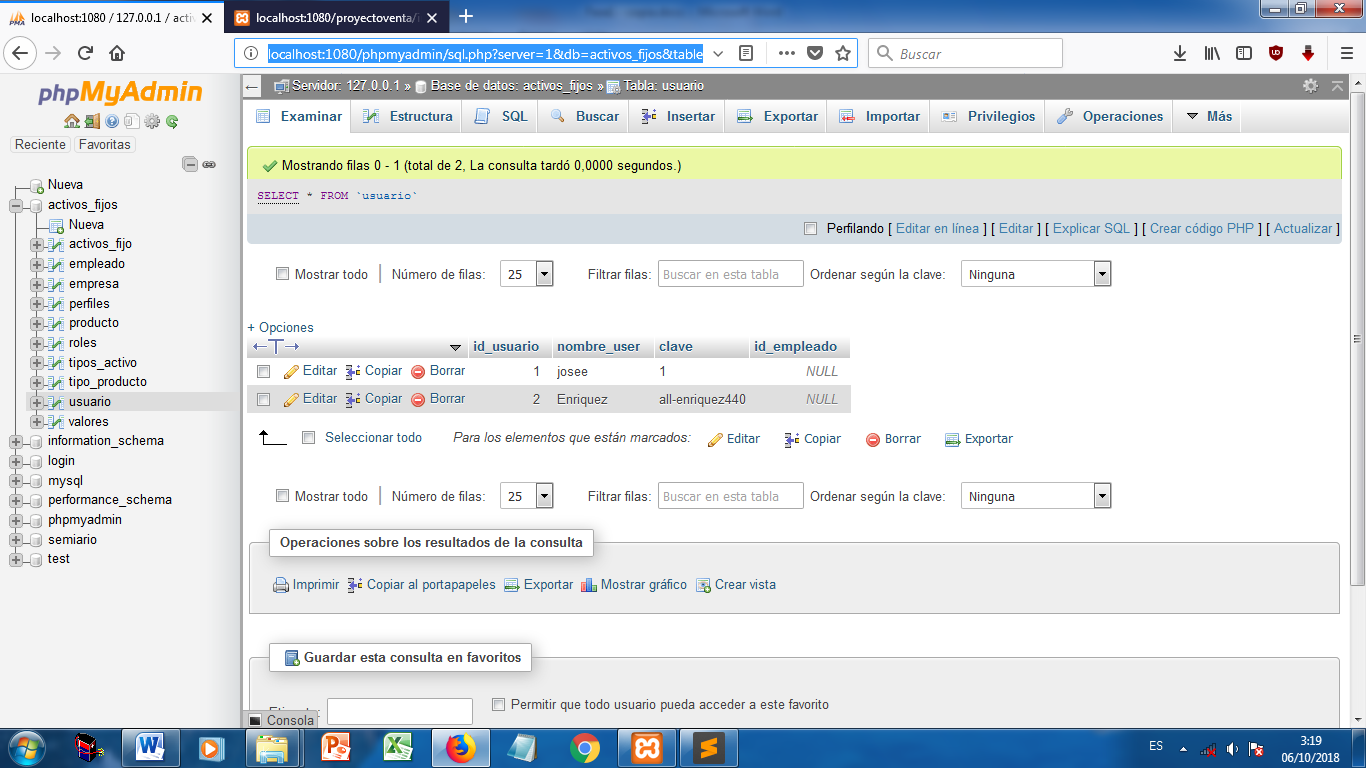 localhost:1080 / 127.0.0.1 / activ
localhost:1080/proyectoventa/i
localhost:1080/phpmyadmin/sql.php?server=1&db=activos_fijos&table
Buscar
phpMyAdmin
Reciente Favoritas
Nueva
activos_fijos
Nueva
activos_fijo
empleado
empresa
perfiles
producto
roles
tipos_activo
tipo_producto
usuario
valores
information_schema
login
mysql
performance_schema
phpmyadmin
semiario
test
Servidor: 127.0.0.1 » Base de datos: activos_fijos » Tabla: usuario
Examinar Estructura SQL Buscar Insertar Exportar Importar Privilegios Operaciones Más
Mostrando filas 0 - 1 (total de 2, La consulta tardó 0,0000 segundos.)
SELECT * FROM `usuario`
Perfilando [ Editar en línea ] [ Editar ] [ Explicar SQL ] [ Crear código PHP ] [ Actualizar ]
Mostrar todo Número de filas: 25 Filtrar filas: Buscar en esta tabla Ordenar según la clave: Ninguna
+ Opciones
←T→ id_usuario nombre_user clave id_empleado
Editar Copiar Borrar 1 josee 1 NULL
Editar Copiar Borrar 2 Enriquez all-enriquez440 NULL
Seleccionar todo Para los elementos que están marcados: Editar Copiar Borrar Exportar
Mostrar todo Número de filas: 25 Filtrar filas: Buscar en esta tabla Ordenar según la clave: Ninguna
Operaciones sobre los resultados de la consulta
Imprimir Copiar al portapapeles Exportar Mostrar gráfico Crear vista
Guardar esta consulta en favoritos
Permitir que todo usuario pueda acceder a este favorito
Consola
ES 3:19
06/10/2018